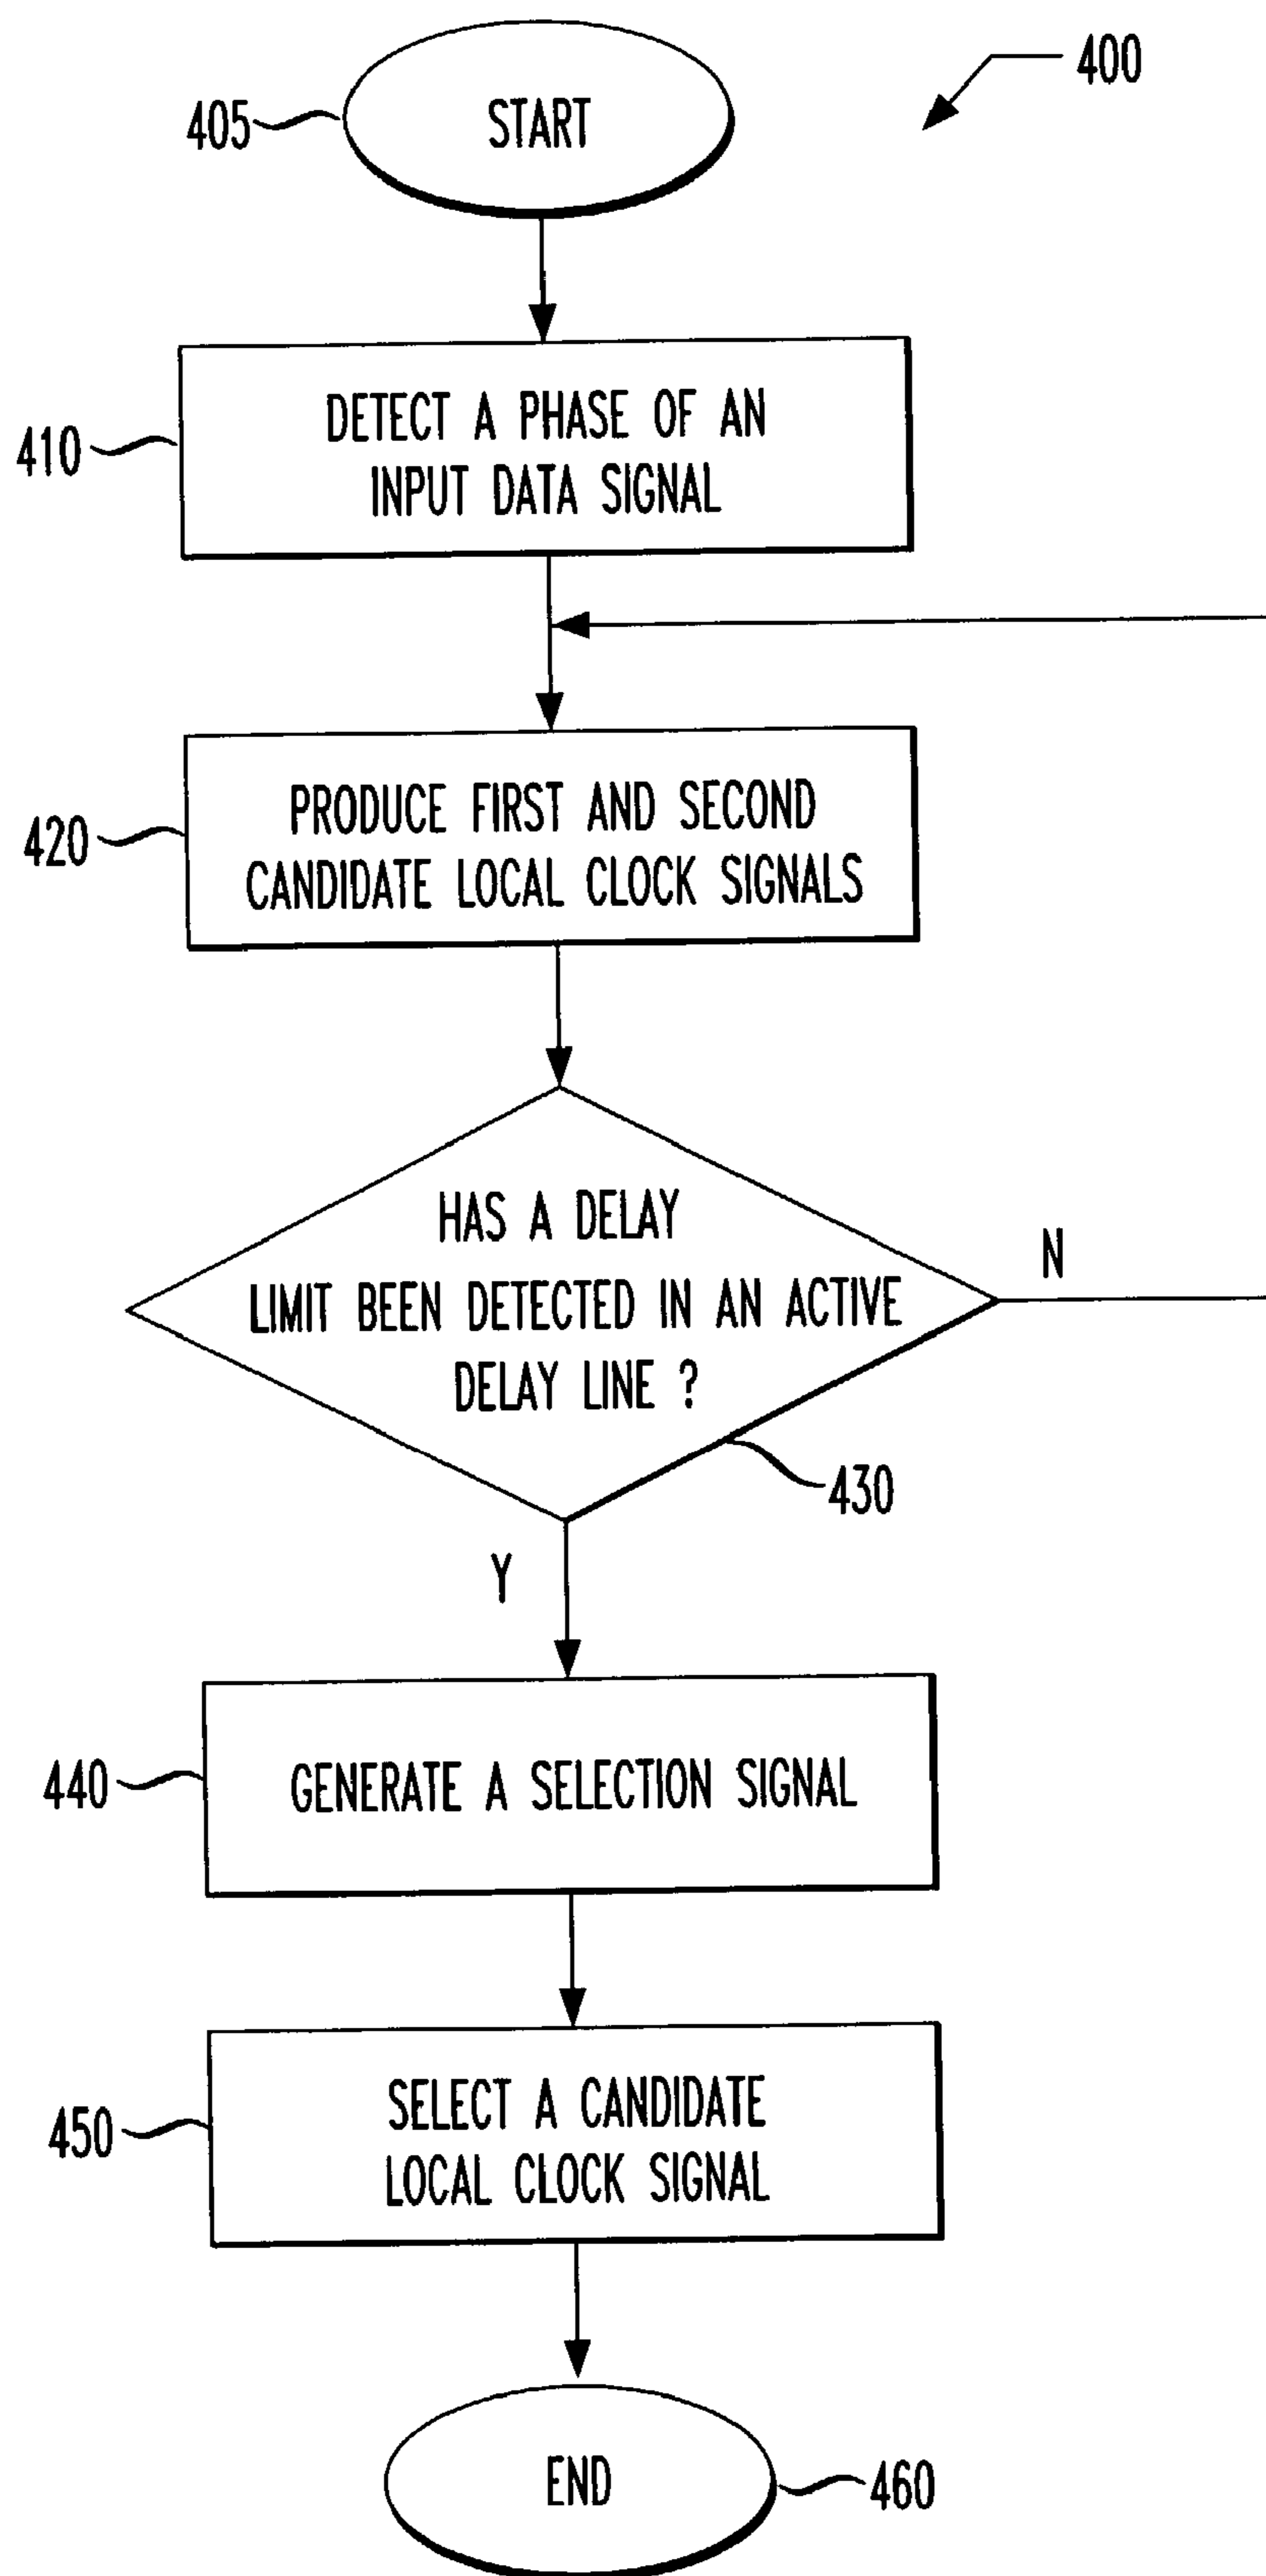 400
405
START
410
DETECT A PHASE OF AN
INPUT DATA SIGNAL
420
PRODUCE FIRST AND SECOND
CANDIDATE LOCAL CLOCK SIGNALS
HAS A DELAY
LIMIT BEEN DETECTED IN AN ACTIVE
DELAY LINE ?
N
430
Y
440
GENERATE A SELECTION SIGNAL
450
SELECT A CANDIDATE
LOCAL CLOCK SIGNAL
END
460